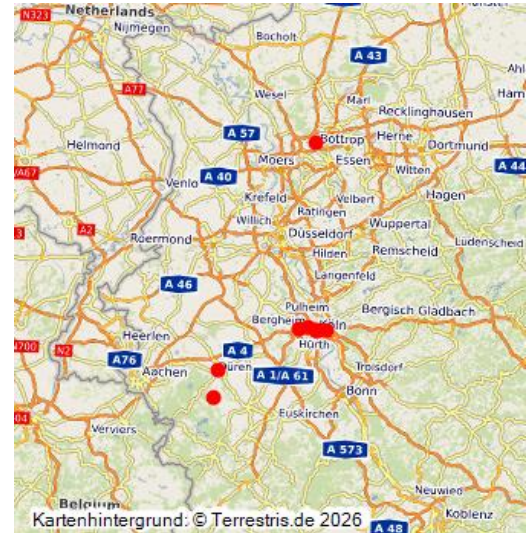 Netherlands
N323
Nijmegen
Bocholt
A 43
A77
Wesel
Marl
Recklinghausen
A 57
Bottrop
Herne
Dortmund
Helmond
Moers
Essen
A 40
Witten
A 44
/A67
Venlo
Krefeld
Velbert
Hagen
Ratingen
Willich
A2
Wuppertal
Roermond
Düsseldorf
Lüdenscheid
Hilden
Remscheid
A 46
Langenfeld
Pulheim
Bergheim
Köln
Bergisch Gladbach
N2
Heerlen
Hürth
N700
A76
A 4
Aachen
Düren
A 1/A 61
Troisdorf
Bonn
Euskirchen
Verviers
A 573
Neuwied
Belgium
Koblenz
A 48
Kartenhintergrund: © Terrestris.de 2026